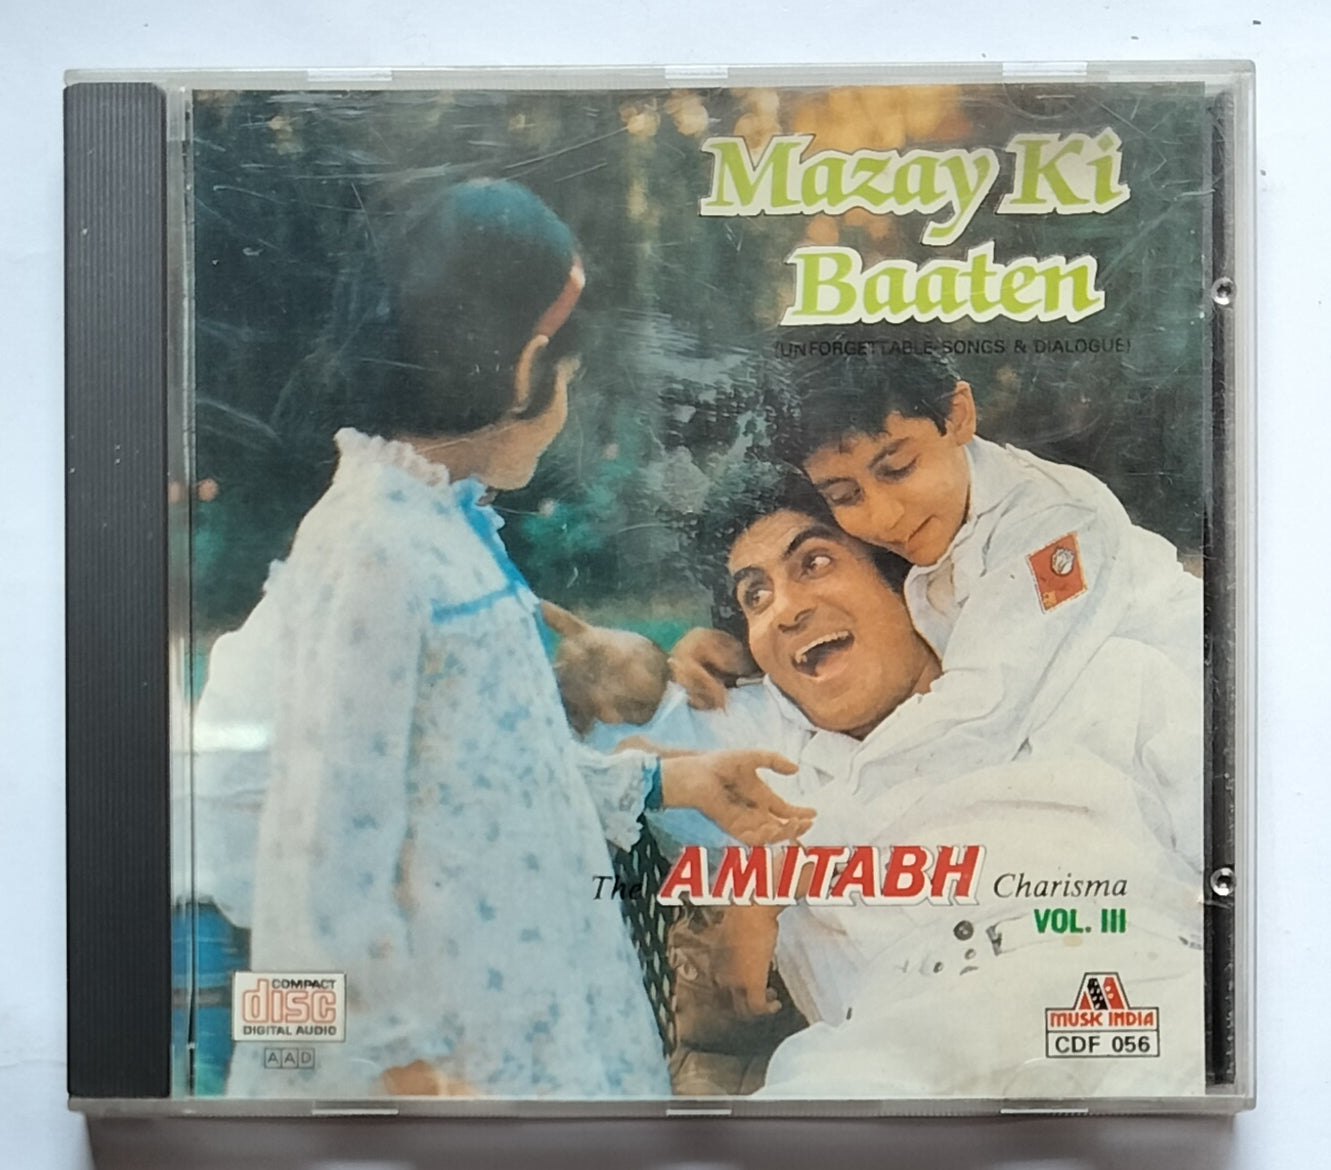 Mazay Ki
Baaten
(UNFORGETTABLE SONGS & DIALOGUE)
The AMITABH Charisma
VOL. III
COMPACT
disc
DIGITAL AUDIO
AAD
MUSIC INDIA
CDF 056